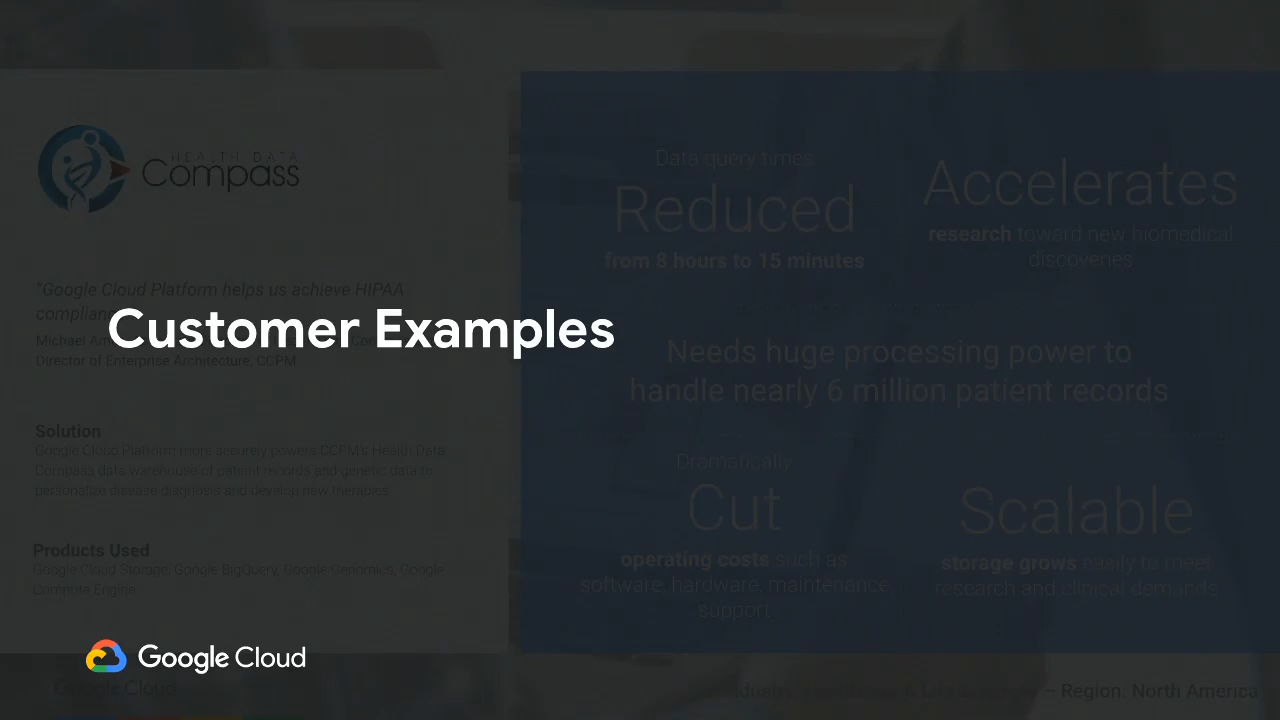 HEALTH DATA
Compass
"Google Cloud Platform helps us achieve HIPAA
Customer Examples
Director of Enterprise Architecture, CCPM
Solution
Google Cloud Platform more securely powers CCPM's Health Data
Compass data warehouse of patient records and genetic data to
personalise disease diagnosis and develop new therapies.
Products Used
Google Cloud Storage, Google BigQuery, Google Genomics, Google
Compute Engine
Data query times
Reduced
from 8 hours to 15 minutes
Accelerates
research toward new biomedical
discoveries
Needs huge processing power to
handle nearly 6 million patient records
Dramatically
Cut
operating costs such as
software, hardware, maintenance,
support
Scalable
storage grows easily to meet
research and clinical demands
Google Cloud
Google Cloud
– Region: North America